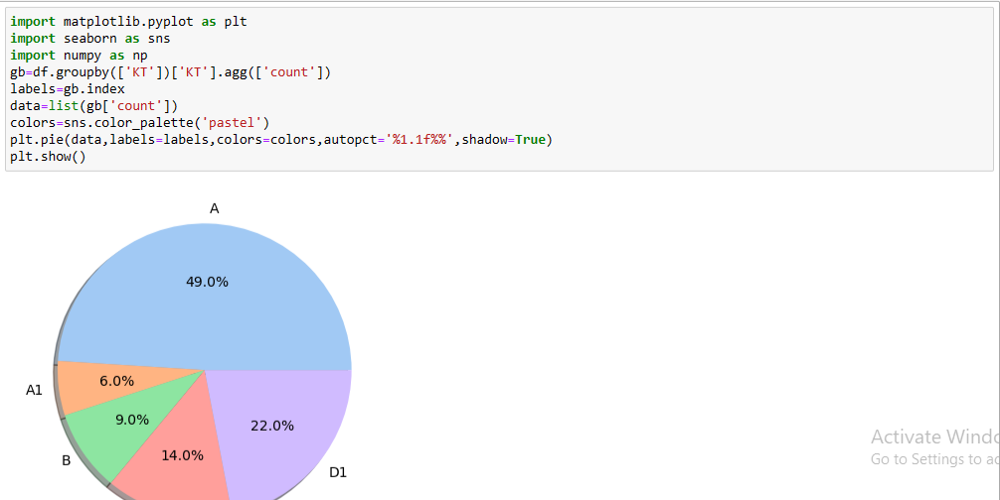 import matplotlib.pyplot as plt
import seaborn as sns
import numpy as np
gb=df.groupby(['KT'])['KT'].agg(['count'])
labels=gb.index
data=list(gb['count'])
colors=sns.color_palette('pastel')
plt.pie(data,labels=labels,colors=colors,autopct='%1.1f%%',shadow=True)
plt.show()
A
49.0%
A1
6.0%
9.0%
B
14.0%
22.0%
D1
Activate Windo
Go to Settings to ac